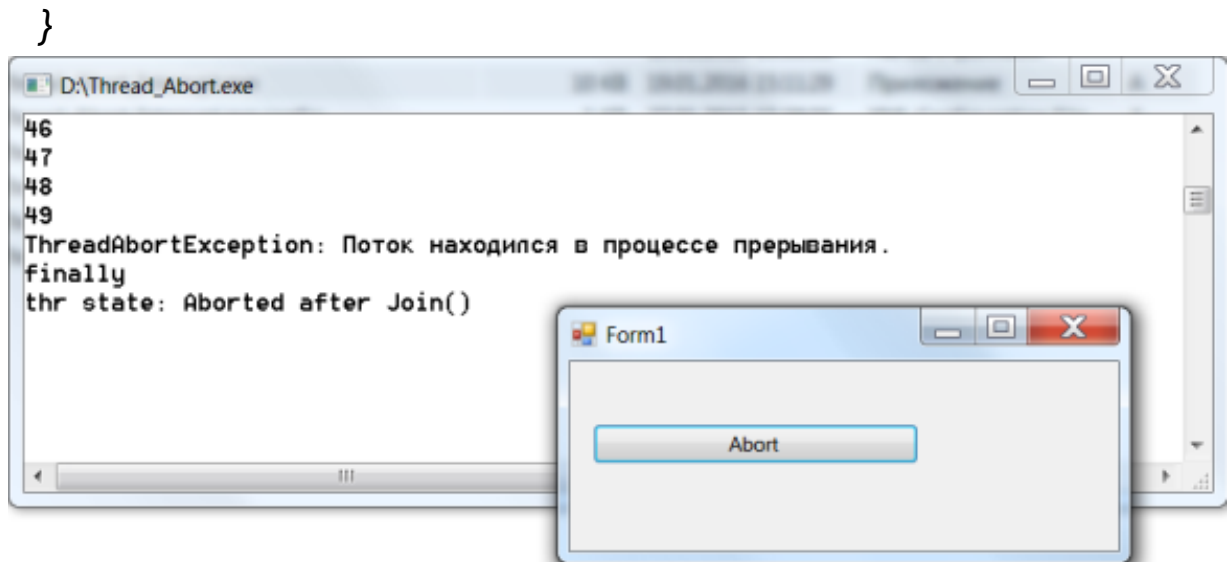 }
D:\Thread_Abort.exe
46
47
48
49
ThreadAbortException: Поток находился в процессе прерывания.
finally
thr state: Aborted after Join()
Form1
Abort